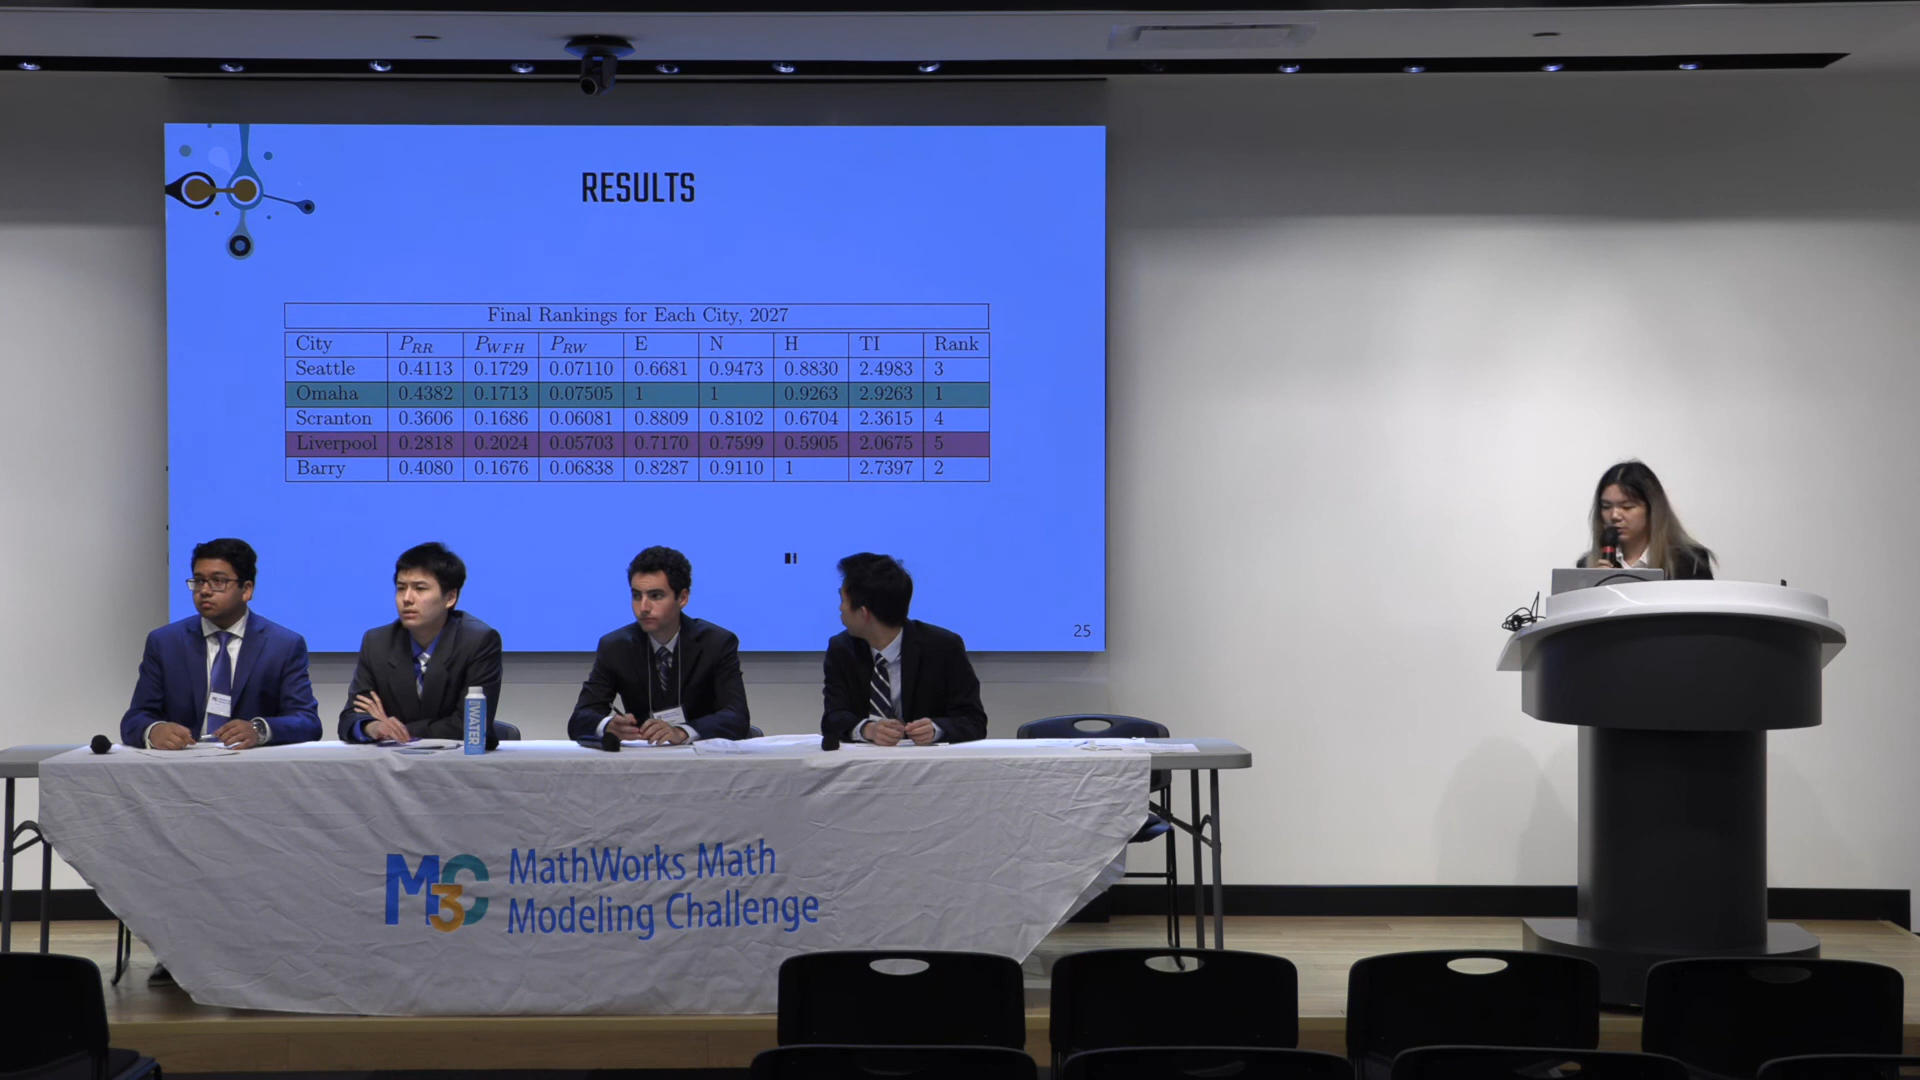 RESULTS
Final Rankings for Each City, 2027
City P_RR P_WFH P_RW E N H TI Rank
Seattle 0.4113 0.1729 0.07110 0.6681 0.9473 0.8830 2.4983 3
Omaha 0.4382 0.1713 0.07505 1 1 0.9263 2.9263 1
Scranton 0.3606 0.1686 0.06081 0.8809 0.8102 0.6704 2.3615 4
Liverpool 0.2818 0.2024 0.05703 0.7170 0.7599 0.5905 2.0675 5
Barry 0.4080 0.1676 0.06838 0.8287 0.9110 1 2.7397 2
25
WATER
M3C MathWorks Math
Modeling Challenge